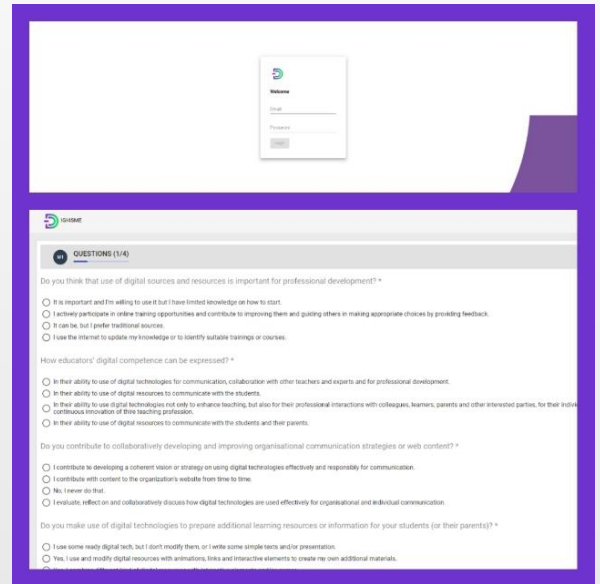 Welcome
Email
Password
ISI4SME
QUESTIONS (1/4)
Do you think that use of digital sources and resources is important for professional development? *
It is important and I'm willing to use it but I have limited knowledge on how to start.
I actively participate in online training opportunities and contribute to improving them and guiding others in making appropriate choices by providing feedback.
It can be, but I prefer traditional sources.
I use the internet to update my knowledge or to identify suitable trainings or courses.
How educators' digital competence can be expressed? *
In their ability to use of digital technologies for communication, collaboration with other teachers and experts and for professional development.
In their ability to use of digital resources to communicate with the students.
In their ability to use of digital technologies not only to enhance teaching, but also for their professional interactions with colleagues, learners, parents and other interested parties, for their
continuous innovation of thire teaching profession.
In their ability to use of digital resources to communicate with the students and their parents.
Do you contribute to collaboratively developing and improving organisational communication strategies or web content? *
I contribute to developing a coherent vision or strategy on using digital technologies effectively and responsibly for communication.
I contribute with content to the organization's website from time to time.
No, I never do that.
I evaluate, reflect on and collaboratively discuss how digital technologies are used effectively for organisational and individual communication.
Do you make use of digital technologies to prepare additional learning resources or information for your students (or their parents)? *
I use some ready digital tech, but I don't modify them, or I write some simple texts and/or presentation.
Yes, I use and modify digital resources with animations, links and interactive elements to create my own additional materials.